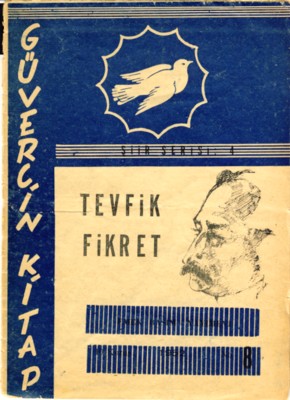 GÜVERCİN KİTAP
ŞİİR SERİSİ. 4
TEVFİK
FİKRET
8